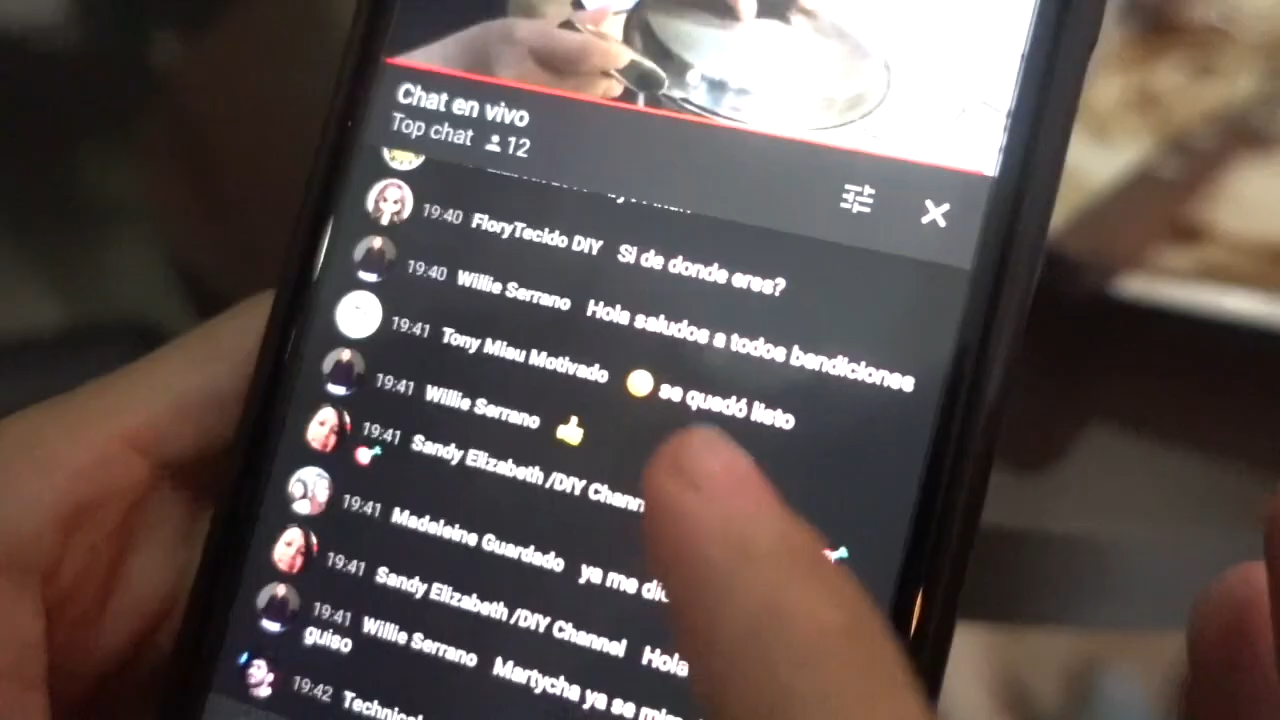 Chat en vivo
Top chat 12
19:40 FloryTecido DIY Si de donde eres?
19:40 Willie Serrano Hola saludos a todos bendiciones
19:41 Tony Miau Motivado se quedó listo
19:41 Willie Serrano
19:41 Sandy Elizabeth /DIY Chann
19:41 Madeleine Guardado ya me
19:41 Sandy Elizabeth /DIY Channel Hola
19:41 Willie Serrano Martycha ya se
guiso
19:42 Technical